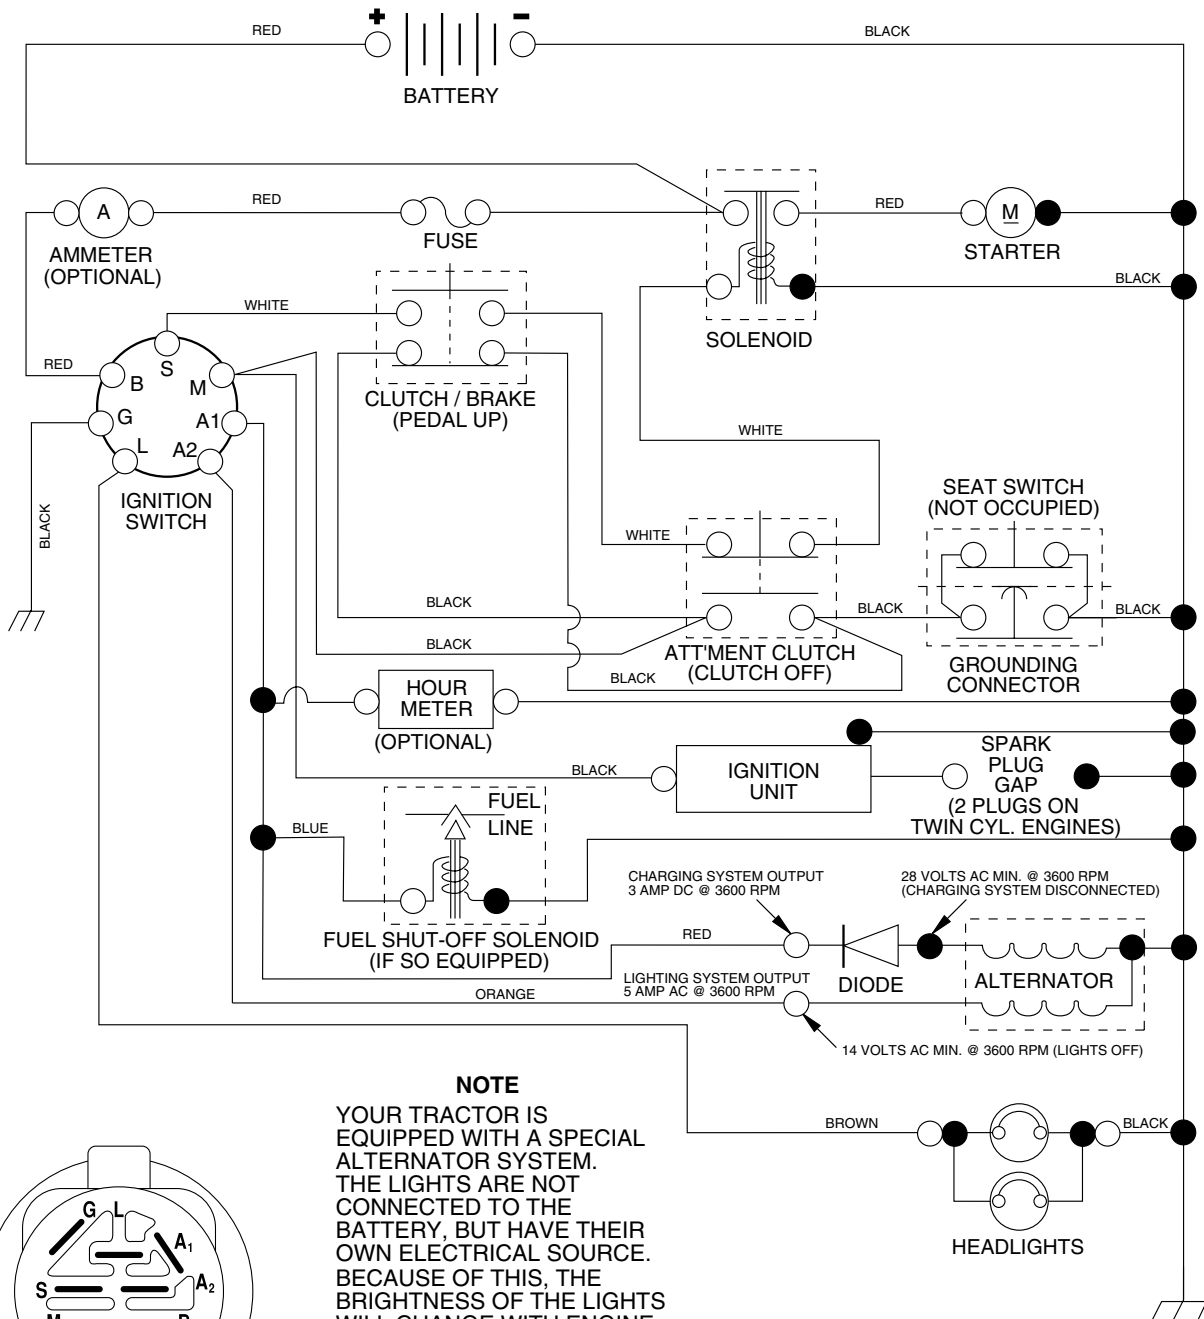 + -
RED
BLACK
BATTERY
A
RED
FUSE
RED
M
STARTER
AMMETER
(OPTIONAL)
BLACK
WHITE
SOLENOID
RED
S
B
M
G
A1
L
A2
CLUTCH / BRAKE
(PEDAL UP)
IGNITION
SWITCH
BLACK
WHITE
WHITE
SEAT SWITCH
(NOT OCCUPIED)
BLACK
BLACK
BLACK
BLACK
BLACK
ATT'MENT CLUTCH
(CLUTCH OFF)
GROUNDING
CONNECTOR
HOUR
METER
(OPTIONAL)
BLACK
IGNITION
UNIT
SPARK
PLUG
GAP
(2 PLUGS ON
TWIN CYL. ENGINES)
BLUE
FUEL
LINE
FUEL SHUT-OFF SOLENOID
(IF SO EQUIPPED)
CHARGING SYSTEM OUTPUT
3 AMP DC @ 3600 RPM
28 VOLTS AC MIN. @ 3600 RPM
(CHARGING SYSTEM DISCONNECTED)
RED
DIODE
ALTERNATOR
LIGHTING SYSTEM OUTPUT
5 AMP AC @ 3600 RPM
ORANGE
14 VOLTS AC MIN. @ 3600 RPM (LIGHTS OFF)
BROWN
BLACK
HEADLIGHTS
NOTE
YOUR TRACTOR IS
EQUIPPED WITH A SPECIAL
ALTERNATOR SYSTEM.
THE LIGHTS ARE NOT
CONNECTED TO THE
BATTERY, BUT HAVE THEIR
OWN ELECTRICAL SOURCE.
BECAUSE OF THIS, THE
BRIGHTNESS OF THE LIGHTS
WILL CHANGE WITH ENGINE
G L
A1
S
A2
M
B